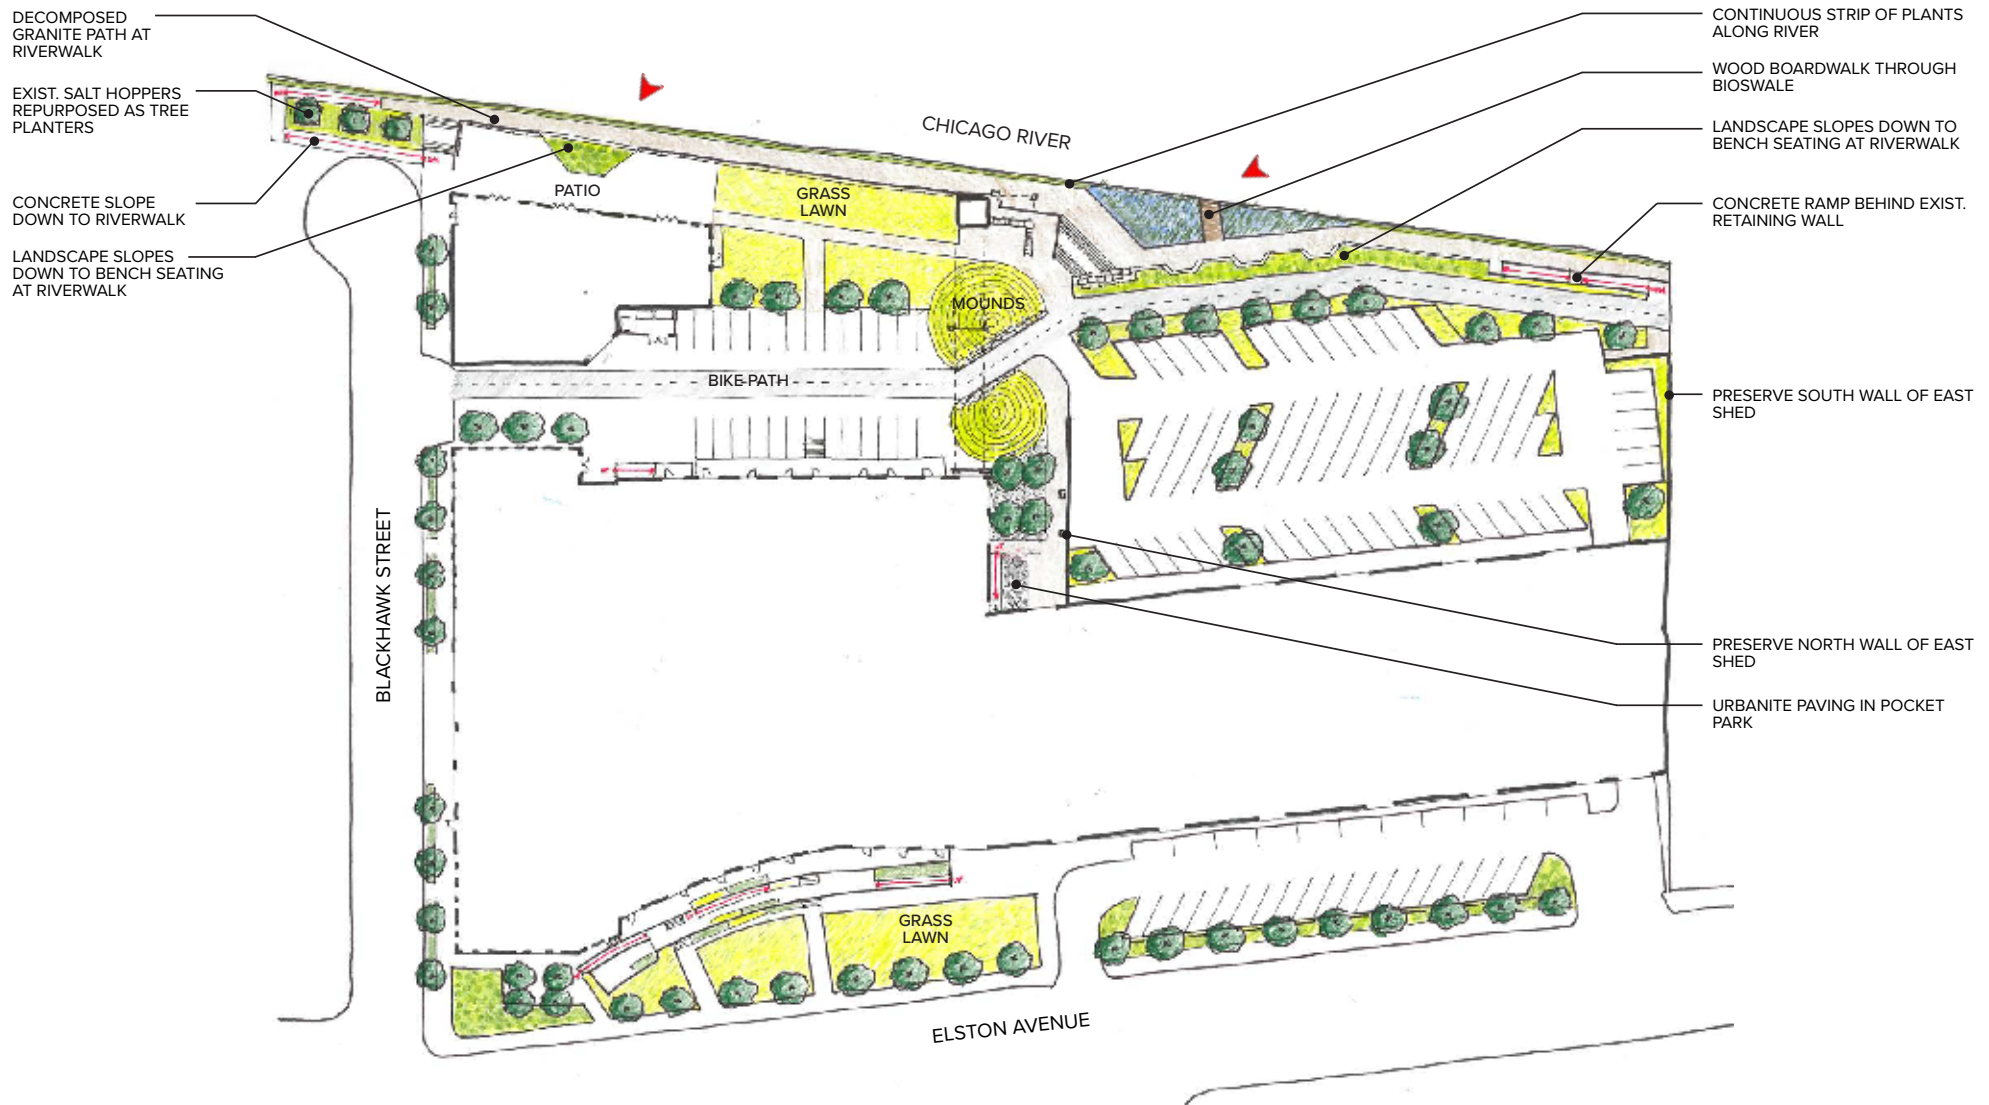 DECOMPOSED
GRANITE PATH AT
RIVERWALK
EXIST. SALT HOPPERS
REPURPOSED AS TREE
PLANTERS
CONCRETE SLOPE
DOWN TO RIVERWALK
LANDSCAPE SLOPES
DOWN TO BENCH SEATING
AT RIVERWALK
CHICAGO RIVER
PATIO
GRASS
LAWN
MOUNDS
BIKE PATH
BLACKHAWK STREET
GRASS
LAWN
ELSTON AVENUE
CONTINUOUS STRIP OF PLANTS
ALONG RIVER
WOOD BOARDWALK THROUGH
BIOSWALE
LANDSCAPE SLOPES DOWN TO
BENCH SEATING AT RIVERWALK
CONCRETE RAMP BEHIND EXIST.
RETAINING WALL
PRESERVE SOUTH WALL OF EAST
SHED
PRESERVE NORTH WALL OF EAST
SHED
URBANITE PAVING IN POCKET
PARK